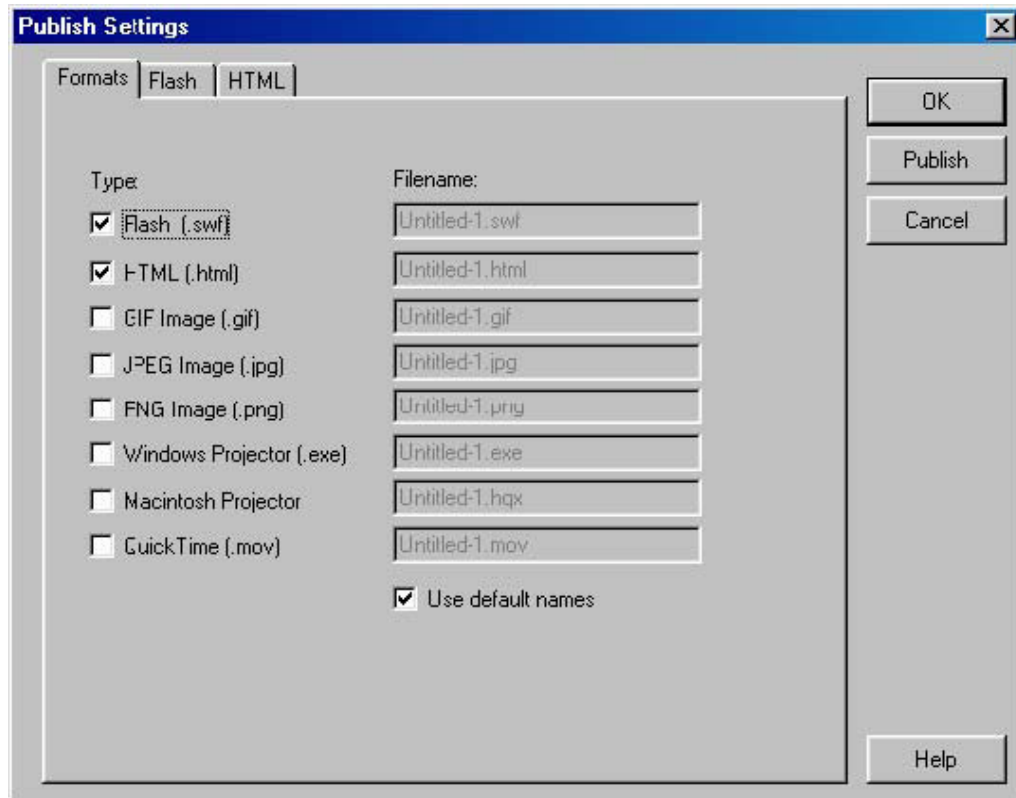 Publish Settings
Formats Flash HTML
OK
Publish
Cancel
Type: Filename:
Flash (.swf) Untitled-1.swf
HTML (.html) Untitled-1.html
GIF Image (.gif) Untitled-1.gif
JPEG Image (.jpg) Untitled-1.jpg
PNG Image (.png) Untitled-1.png
Windows Projector (.exe) Untitled-1.exe
Macintosh Projector Untitled-1.hqx
QuickTime (.mov) Untitled-1.mov
Use default names
Help